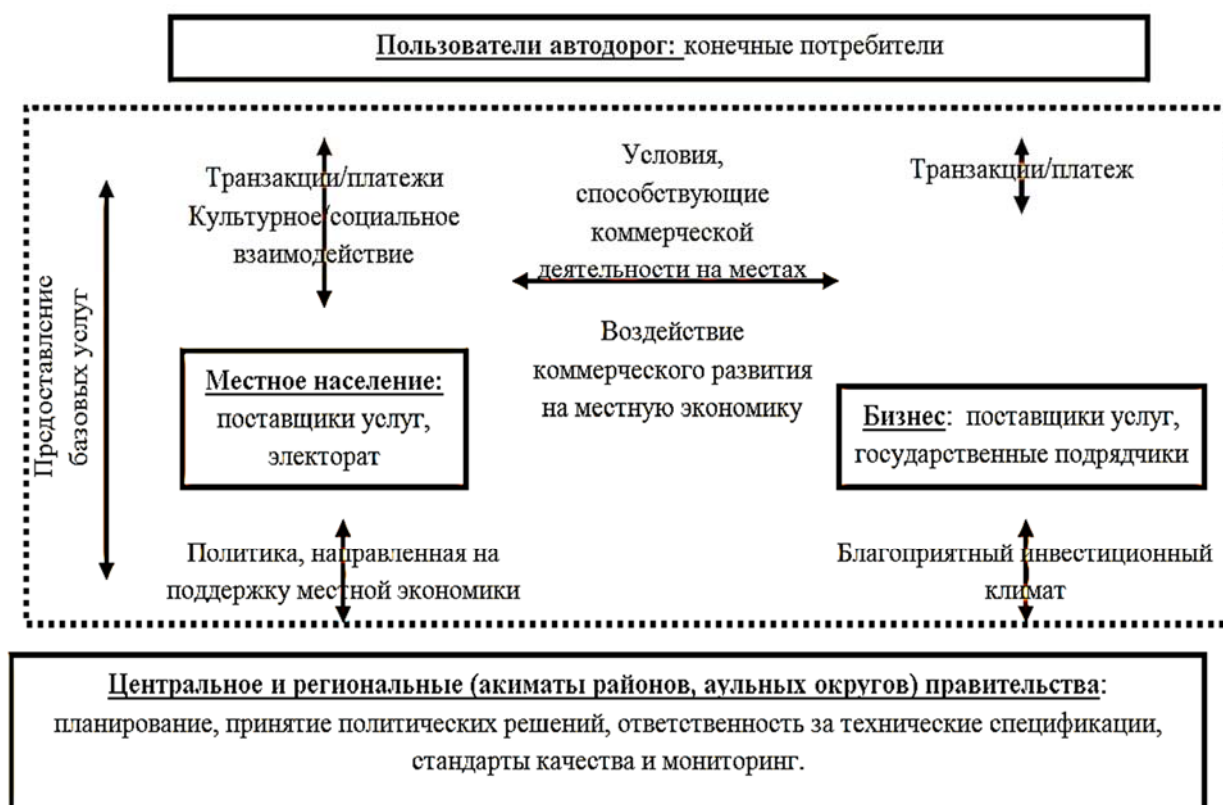 Пользователи автодорог: конечные потребители
Транзакции/платежи
Культурное/социальное
взаимодействие
Условия,
способствующие
коммерческой
деятельности на местах
Транзакции/платеж
Предоставление
базовых услуг
Воздействие
коммерческого развития
на местную экономику
Местное население:
поставщики услуг,
электорат
Бизнес: поставщики услуг,
государственные подрядчики
Политика, направленная на
поддержку местной экономики
Благоприятный инвестиционный
климат
Центральное и региональные (акиматы районов, аульных округов) правительства:
планирование, принятие политических решений, ответственность за технические спецификации,
стандарты качества и мониторинг.